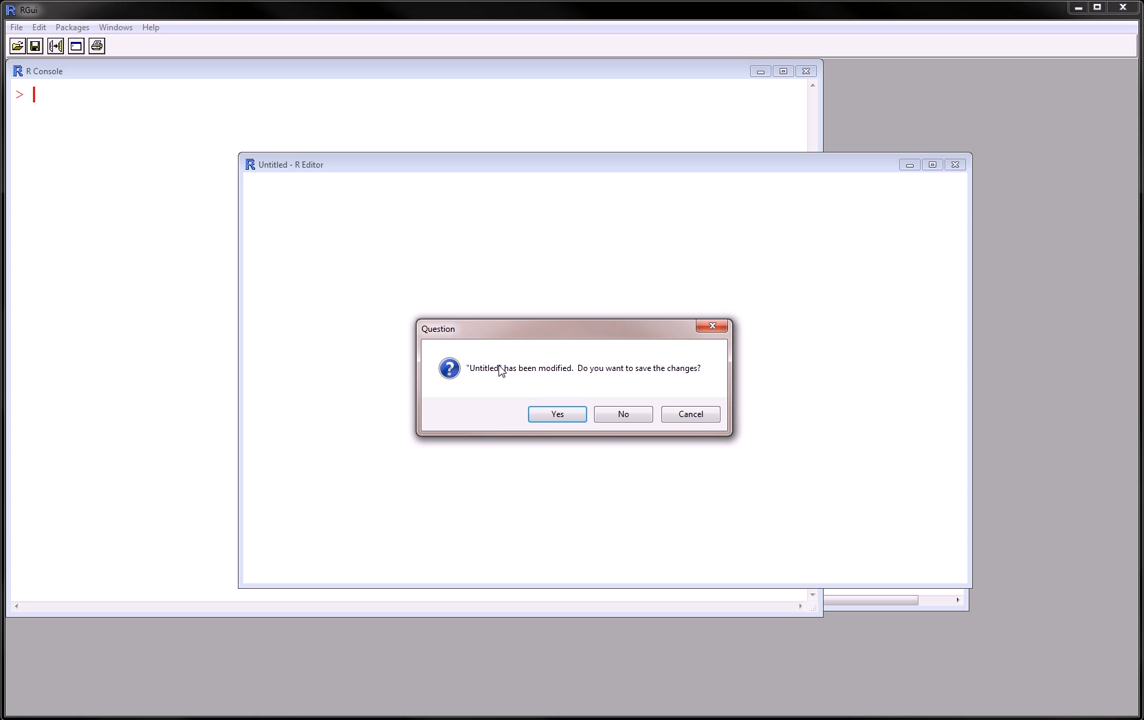 RGui
File Edit Packages Windows Help
R Console
>
Untitled - R Editor
Question
"Untitled" has been modified. Do you want to save the changes?
Yes No Cancel